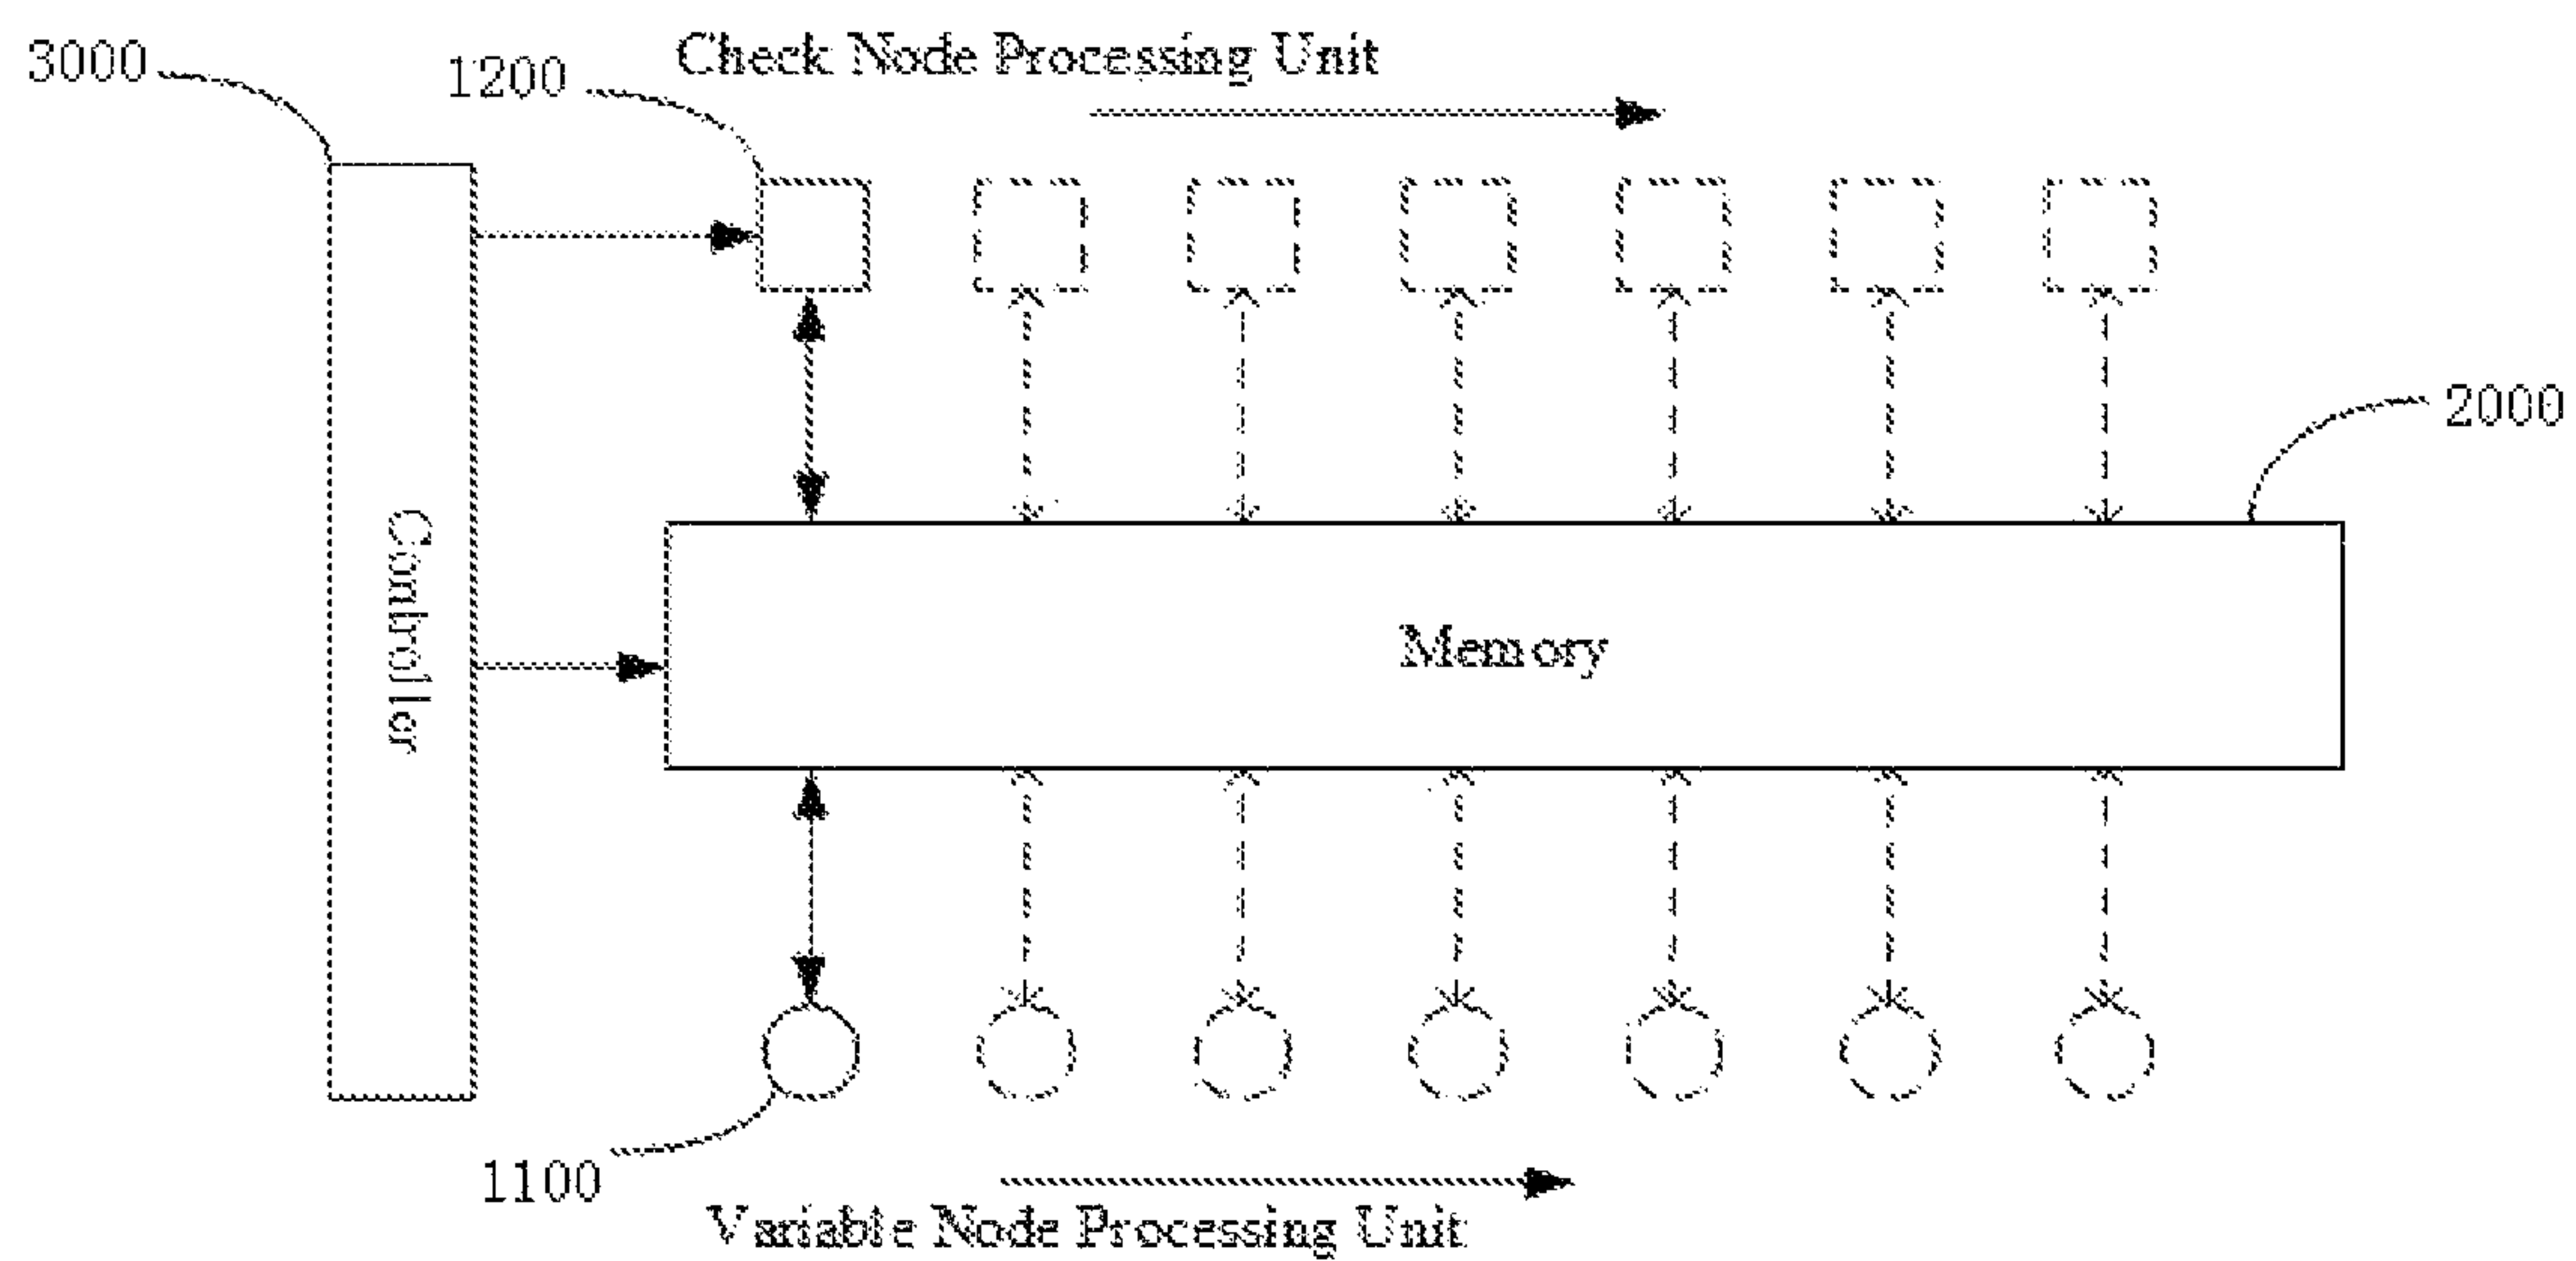 3000
1200
Check Node Processing Unit
2000
Controller
Memory
1100
Variable Node Processing Unit